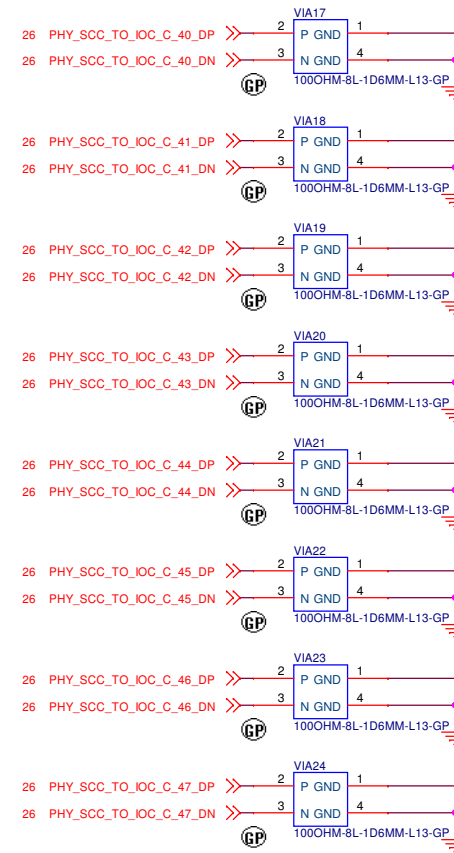 VIA17
26 PHY_SCC_TO_IOC_C_40_DP 2 P GND 1
26 PHY_SCC_TO_IOC_C_40_DN 3 N GND 4
GP 100OHM-8L-1D6MM-L13-GP
VIA18
26 PHY_SCC_TO_IOC_C_41_DP 2 P GND 1
26 PHY_SCC_TO_IOC_C_41_DN 3 N GND 4
GP 100OHM-8L-1D6MM-L13-GP
VIA19
26 PHY_SCC_TO_IOC_C_42_DP 2 P GND 1
26 PHY_SCC_TO_IOC_C_42_DN 3 N GND 4
GP 100OHM-8L-1D6MM-L13-GP
VIA20
26 PHY_SCC_TO_IOC_C_43_DP 2 P GND 1
26 PHY_SCC_TO_IOC_C_43_DN 3 N GND 4
GP 100OHM-8L-1D6MM-L13-GP
VIA21
26 PHY_SCC_TO_IOC_C_44_DP 2 P GND 1
26 PHY_SCC_TO_IOC_C_44_DN 3 N GND 4
GP 100OHM-8L-1D6MM-L13-GP
VIA22
26 PHY_SCC_TO_IOC_C_45_DP 2 P GND 1
26 PHY_SCC_TO_IOC_C_45_DN 3 N GND 4
GP 100OHM-8L-1D6MM-L13-GP
VIA23
26 PHY_SCC_TO_IOC_C_46_DP 2 P GND 1
26 PHY_SCC_TO_IOC_C_46_DN 3 N GND 4
GP 100OHM-8L-1D6MM-L13-GP
VIA24
26 PHY_SCC_TO_IOC_C_47_DP 2 P GND 1
26 PHY_SCC_TO_IOC_C_47_DN 3 N GND 4
GP 100OHM-8L-1D6MM-L13-GP